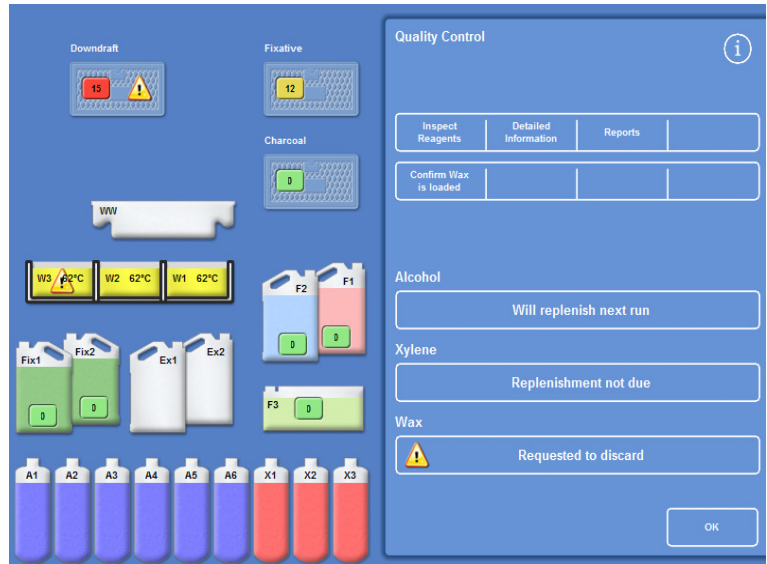 Downdraft
15
Fixative
12
Charcoal
0
WW
W3 62°C
W2 62°C
W1 62°C
F2
F1
0
0
Fix1
Fix2
Ex1
Ex2
0
0
F3
0
A1
A2
A3
A4
A5
A6
X1
X2
X3
Quality Control
i
Inspect
Reagents
Detailed
Information
Reports
Confirm Wax
is loaded
Alcohol
Will replenish next run
Xylene
Replenishment not due
Wax
Requested to discard
OK